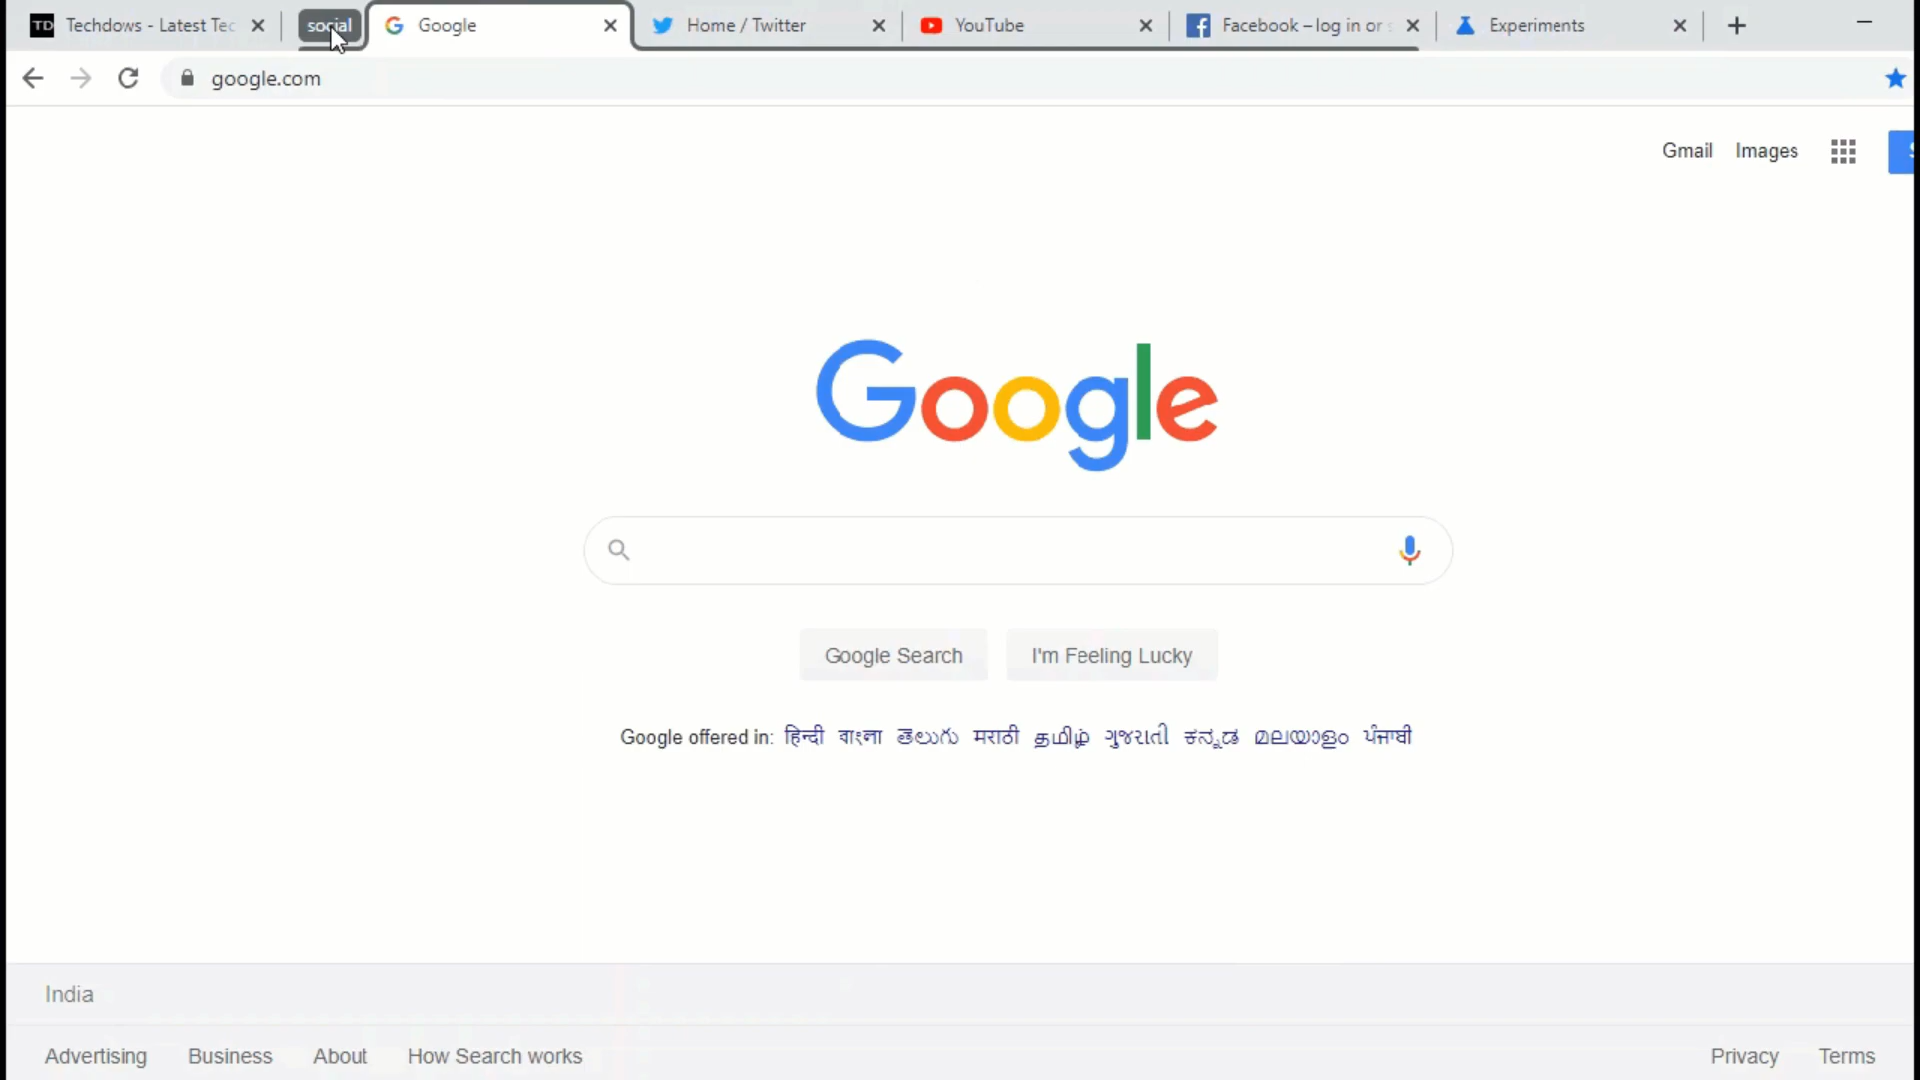 TD Techdows - Latest Tec social Google Home / Twitter YouTube Facebook – log in or Experiments
google.com
Gmail Images
Google
Google Search I'm Feeling Lucky
Google offered in: हिन्दी বাংলা తెలుగు मराठी தமிழ் ગુજરાતી ಕನ್ನಡ മലയാളം ਪੰਜਾਬੀ
India
Advertising Business About How Search works Privacy Terms